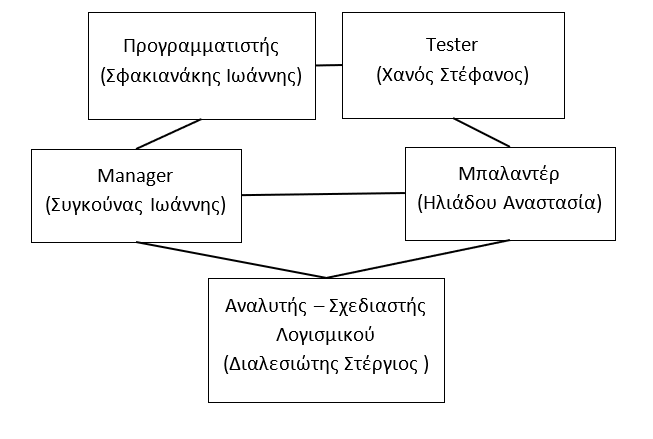 Προγραμματιστής
(Σφακιανάκης Ιωάννης)
Tester
(Χανός Στέφανος)
Manager
(Συγκούνας Ιωάννης)
Μπαλαντέρ
(Ηλιάδου Αναστασία)
Αναλυτής – Σχεδιαστής
Λογισμικού
(Διαλεσιώτης Στέργιος )